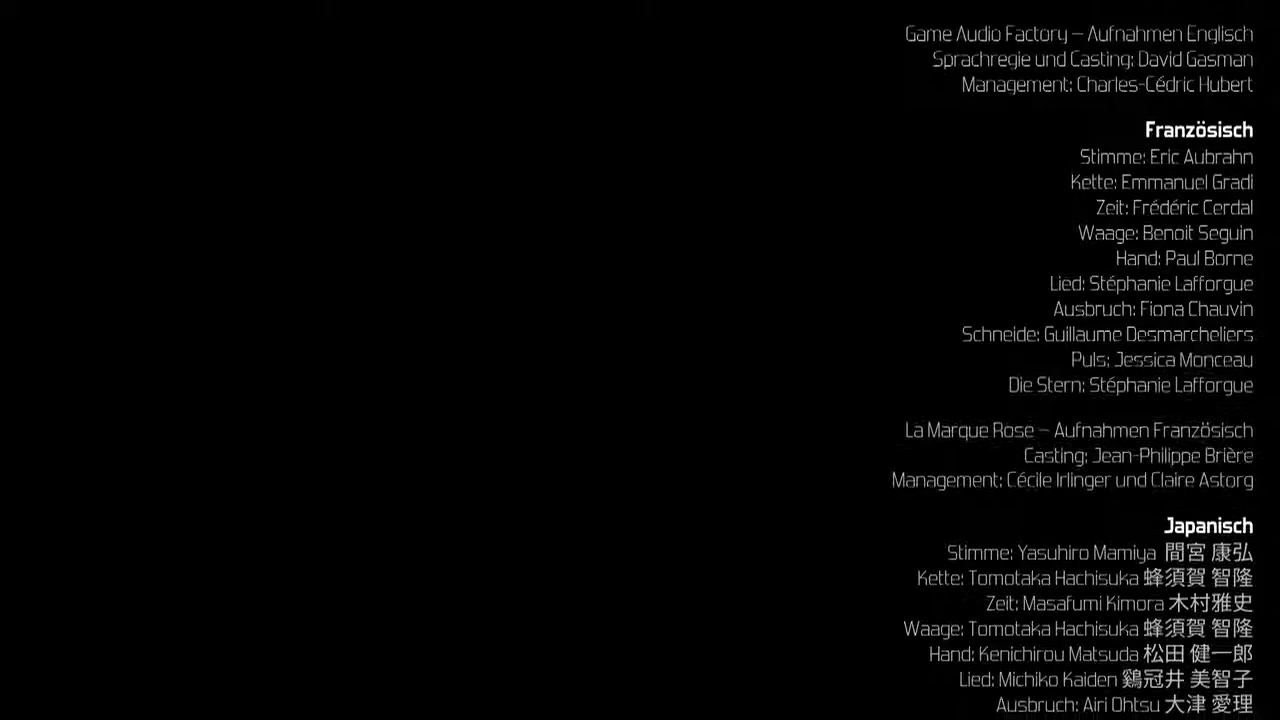 Game Audio Factory – Aufnahmen Englisch
Sprachregie und Casting: David Gasman
Management: Charles-Cédric Hubert
Französisch
Stimme: Eric Aubrahn
Kette: Emmanuel Gradi
Zeit: Frédéric Cerdal
Waage: Benoit Seguin
Hand: Paul Borne
Lied: Stéphanie Lafforgue
Ausbruch: Fiona Chauvin
Schneide: Guillaume Desmarcheliers
Puls; Jessica Monceau
Die Stern: Stéphanie Lafforgue
La Marque Rose – Aufnahmen Französisch
Casting: Jean-Philippe Brière
Management: Cécile Irlinger und Claire Astorg
Japanisch
Stimme: Yasuhiro Mamiya 間宮 康弘
Kette: Tomotaka Hachisuka 蜂須賀 智隆
Zeit: Masafumi Kimora 木村雅史
Waage: Tomotaka Hachisuka 蜂須賀 智隆
Hand: Kenichirou Matsuda 松田 健一郎
Lied: Michiko Kaiden 鷄冠井 美智子
Ausbruch: Airi Ohtsu 大津 愛理